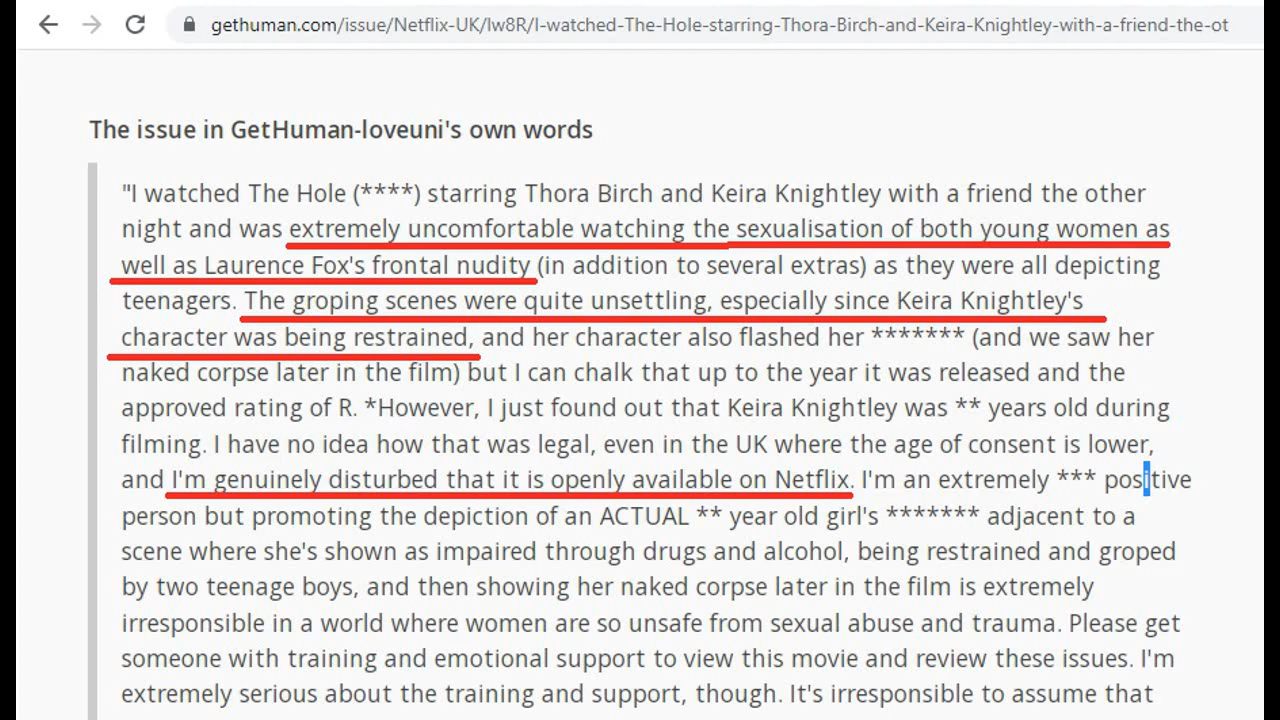 gethuman.com/issue/Netflix-UK/lw8R/I-watched-The-Hole-starring-Thora-Birch-and-Keira-Knightley-with-a-friend-the-ot
The issue in GetHuman-loveuni's own words
"I watched The Hole (****) starring Thora Birch and Keira Knightley with a friend the other
night and was extremely uncomfortable watching the sexualisation of both young women as
well as Laurence Fox's frontal nudity (in addition to several extras) as they were all depicting
teenagers. The groping scenes were quite unsettling, especially since Keira Knightley's
character was being restrained, and her character also flashed her ******* (and we saw her
naked corpse later in the film) but I can chalk that up to the year it was released and the
approved rating of R. *However, I just found out that Keira Knightley was ** years old during
filming. I have no idea how that was legal, even in the UK where the age of consent is lower,
and I'm genuinely disturbed that it is openly available on Netflix. I'm an extremely *** positive
person but promoting the depiction of an ACTUAL ** year old girl's ******* adjacent to a
scene where she's shown as impaired through drugs and alcohol, being restrained and groped
by two teenage boys, and then showing her naked corpse later in the film is extremely
irresponsible in a world where women are so unsafe from sexual abuse and trauma. Please get
someone with training and emotional support to view this movie and review these issues. I'm
extremely serious about the training and support, though. It's irresponsible to assume that